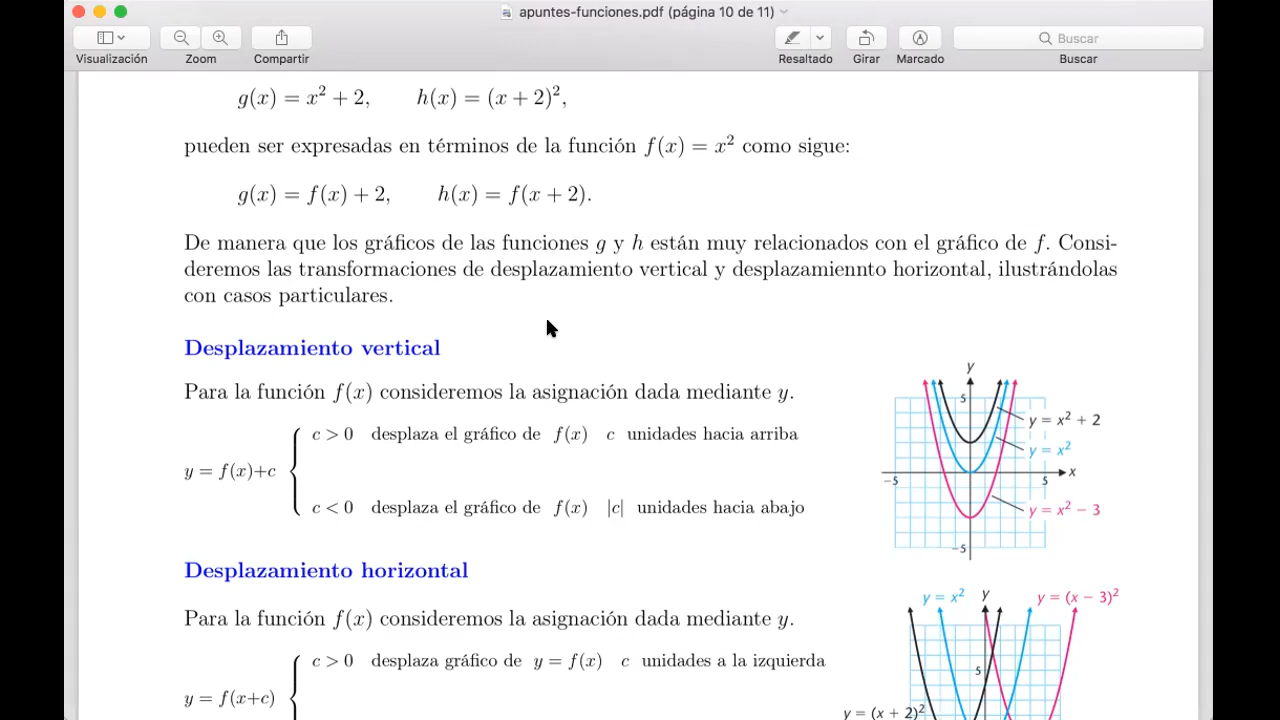 apuntes-funciones.pdf (página 10 de 11)
Visualización Zoom Compartir Resaltado Girar Marcado Buscar
Buscar
g(x) = x² + 2, h(x) = (x + 2)²,
pueden ser expresadas en términos de la función f(x) = x² como sigue:
g(x) = f(x) + 2, h(x) = f(x + 2).
De manera que los gráficos de las funciones g y h están muy relacionados con el gráfico de f. Consi-
deremos las transformaciones de desplazamiento vertical y desplazamiennto horizontal, ilustrándolas
con casos particulares.
Desplazamiento vertical
Para la función f(x) consideremos la asignación dada mediante y.
c > 0 desplaza el gráfico de f(x) c unidades hacia arriba
y = f(x)+c
c < 0 desplaza el gráfico de f(x) |c| unidades hacia abajo
y
5
y = x² + 2
y = x²
-5 5 x
y = x² − 3
-5
Desplazamiento horizontal
Para la función f(x) consideremos la asignación dada mediante y.
c > 0 desplaza gráfico de y = f(x) c unidades a la izquierda
y = f(x+c)
y = x² y y = (x − 3)²
5
y = (x + 2)²